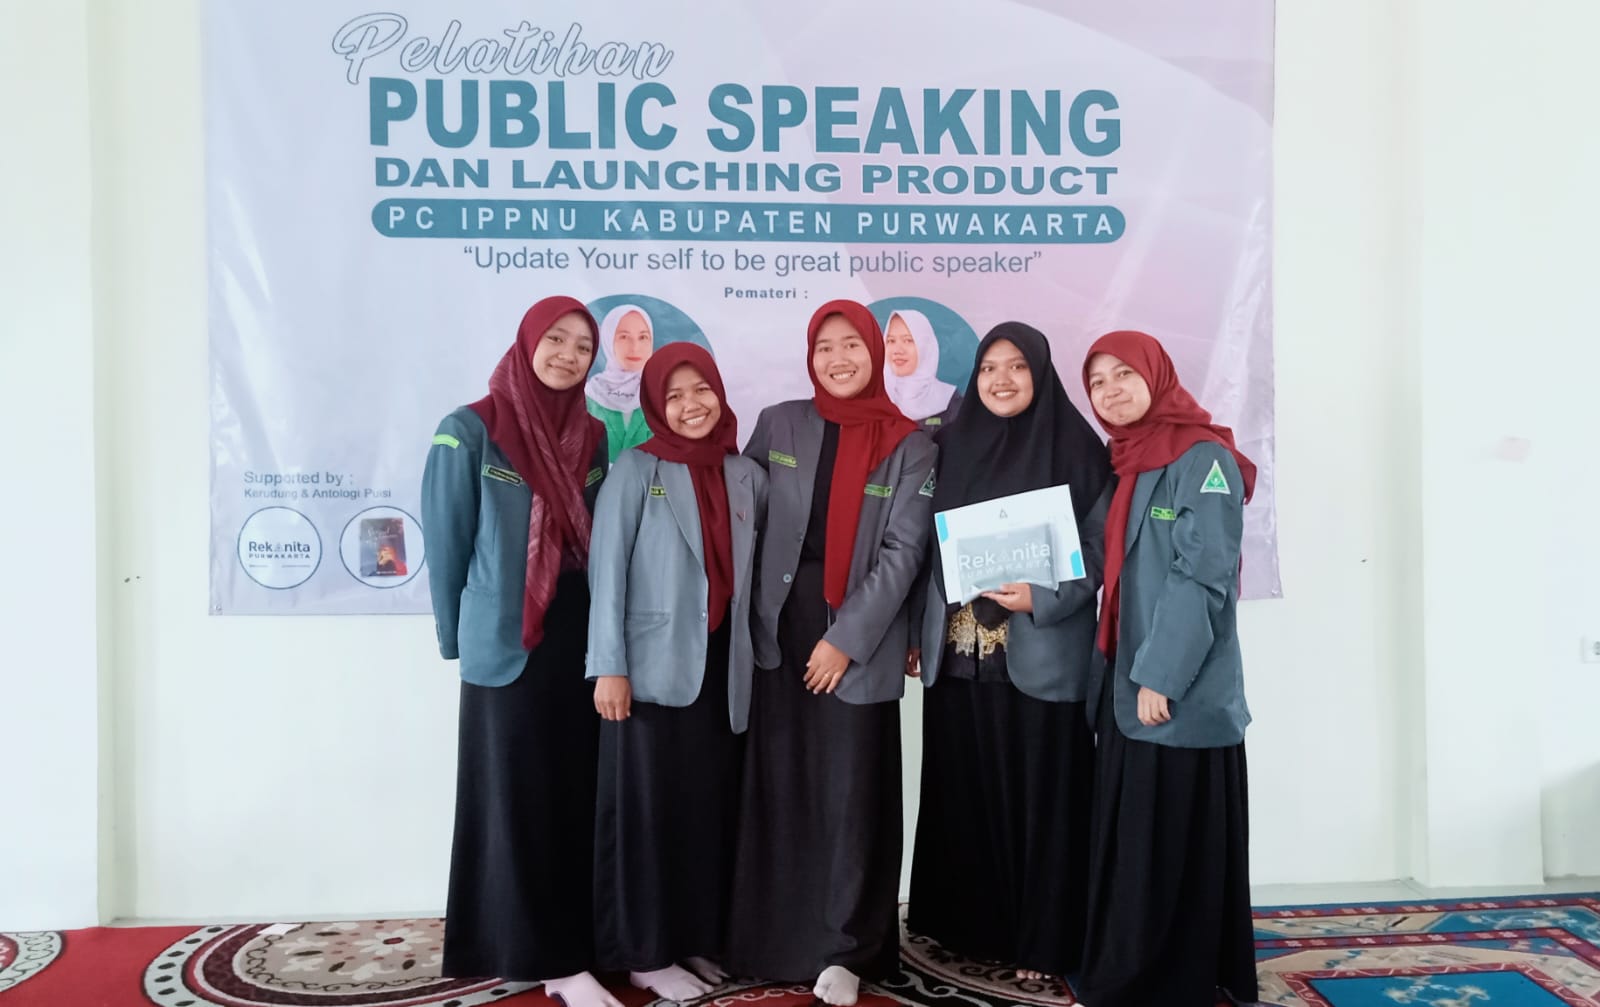 Pelatihan
PUBLIC SPEAKING
DAN LAUNCHING PRODUCT
PC IPPNU KABUPATEN PURWAKARTA
“Update Your self to be great public speaker”
Pemateri :
Supported by :
Kerudung & Antologi Puisi
Rekanita
PURWAKARTA
Rekanita
PURWAKARTA